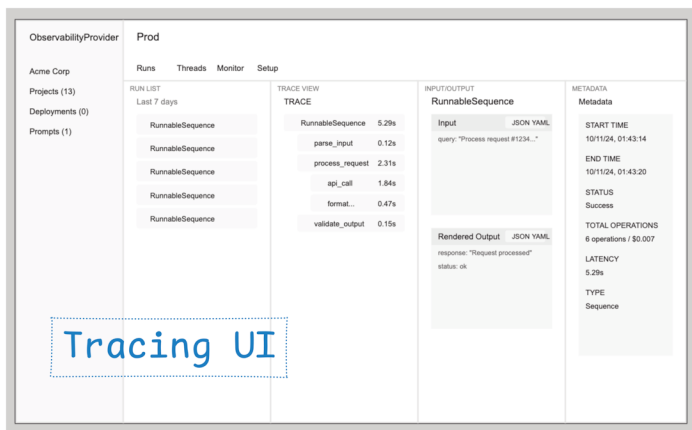 ObservabilityProvider
Acme Corp
Projects (13)
Deployments (0)
Prompts (1)
Prod
Runs Threads Monitor Setup
RUN LIST
Last 7 days
RunnableSequence
RunnableSequence
RunnableSequence
RunnableSequence
RunnableSequence
TRACE VIEW
TRACE
RunnableSequence 5.29s
parse_input 0.12s
process_request 2.31s
api_call 1.84s
format... 0.47s
validate_output 0.15s
INPUT/OUTPUT
RunnableSequence
Input JSON YAML
query: "Process request #1234..."
Rendered Output JSON YAML
response: "Request processed"
status: ok
METADATA
Metadata
START TIME
10/11/24, 01:43:14
END TIME
10/11/24, 01:43:20
STATUS
Success
TOTAL OPERATIONS
6 operations / $0.007
LATENCY
5.29s
TYPE
Sequence
Tracing UI